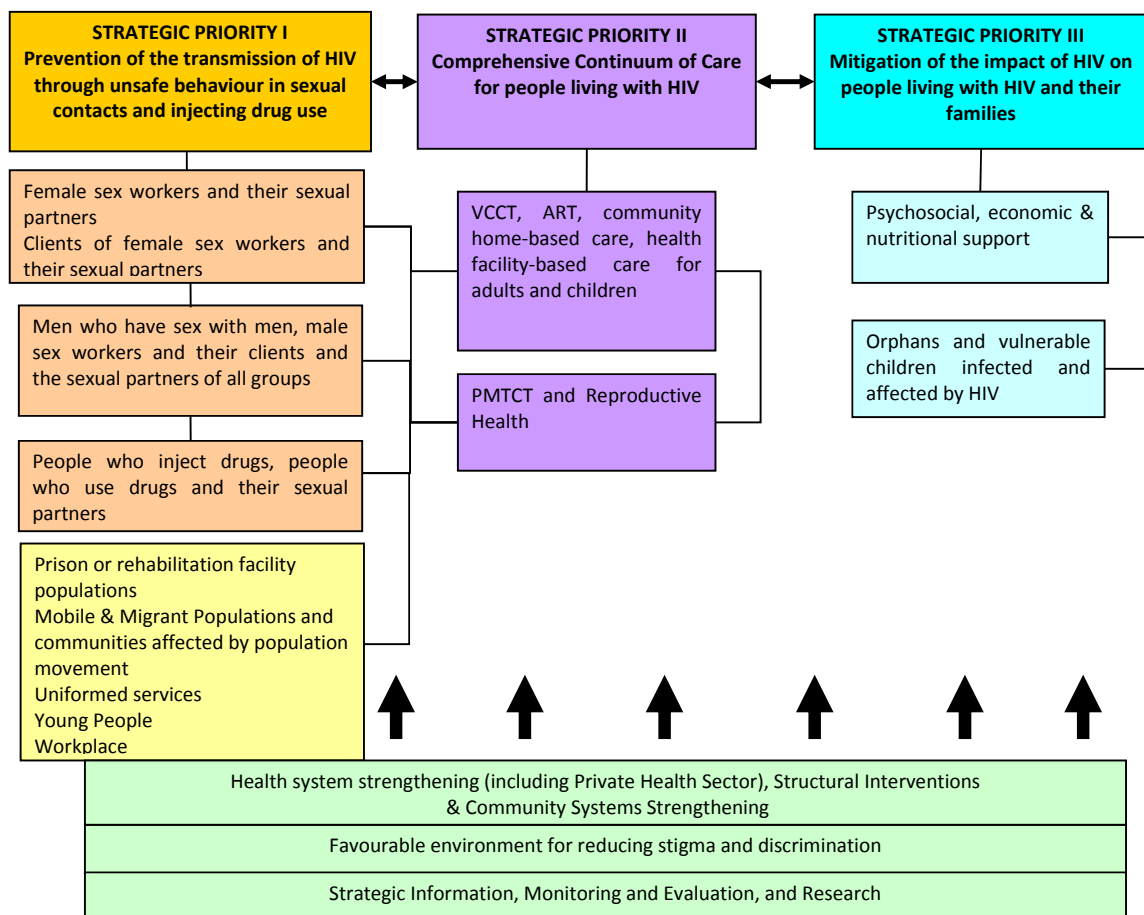 STRATEGIC PRIORITY I
Prevention of the transmission of HIV
through unsafe behaviour in sexual
contacts and injecting drug use
STRATEGIC PRIORITY II
Comprehensive Continuum of Care
for people living with HIV
STRATEGIC PRIORITY III
Mitigation of the impact of HIV on
people living with HIV and their
families
Female sex workers and their sexual
partners
Clients of female sex workers and
their sexual partners
Men who have sex with men, male
sex workers and their clients and
the sexual partners of all groups
People who inject drugs, people
who use drugs and their sexual
partners
Prison or rehabilitation facility
populations
Mobile & Migrant Populations and
communities affected by population
movement
Uniformed services
Young People
Workplace
VCCT, ART, community
home-based care, health
facility-based care for
adults and children
PMTCT and Reproductive
Health
Psychosocial, economic &
nutritional support
Orphans and vulnerable
children infected and
affected by HIV
Health system strengthening (including Private Health Sector), Structural Interventions
& Community Systems Strengthening
Favourable environment for reducing stigma and discrimination
Strategic Information, Monitoring and Evaluation, and Research